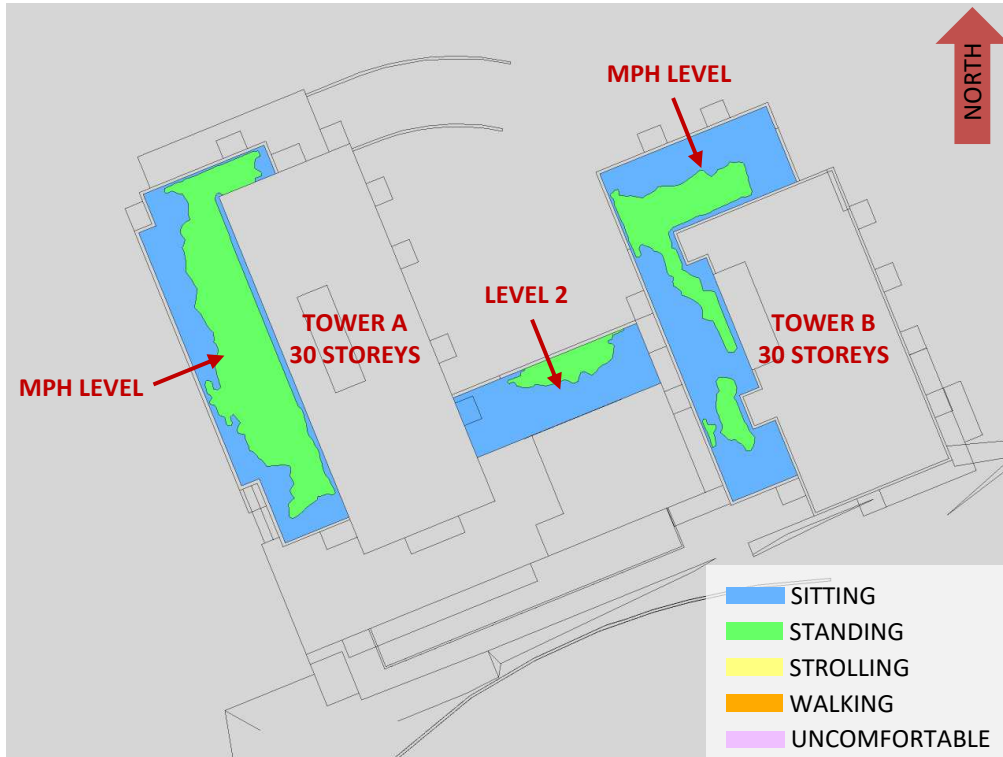 NORTH
MPH LEVEL
LEVEL 2
TOWER A
30 STOREYS
TOWER B
30 STOREYS
MPH LEVEL
SITTING
STANDING
STROLLING
WALKING
UNCOMFORTABLE